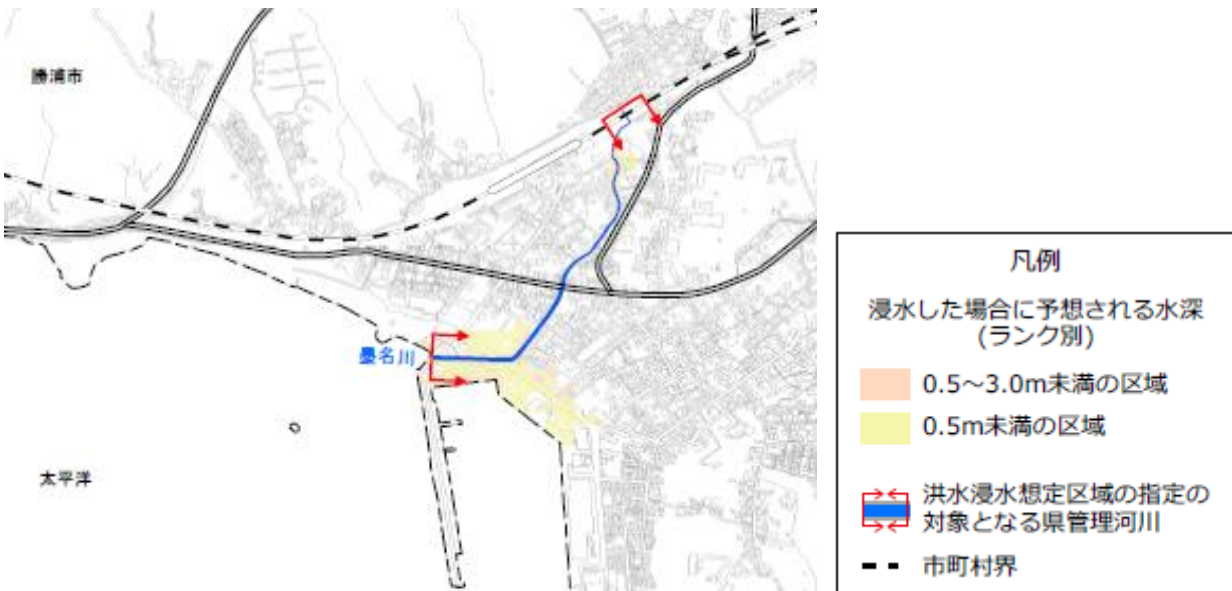 勝浦市
墨名川
太平洋
凡例
浸水した場合に予想される水深
(ランク別)
0.5~3.0m未満の区域
0.5m未満の区域
洪水浸水想定区域の指定の
対象となる県管理河川
市町村界